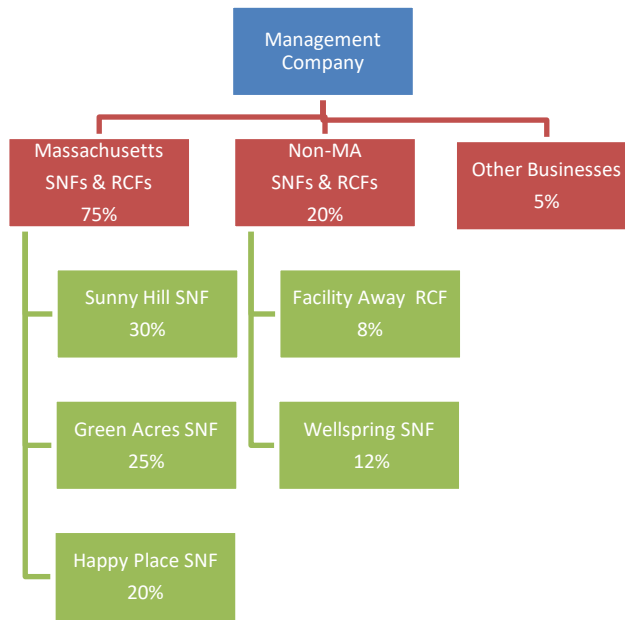 Management
Company
Massachusetts
SNFs & RCFs
75%
Non-MA
SNFs & RCFs
20%
Other Businesses
5%
Sunny Hill SNF
30%
Facility Away RCF
8%
Green Acres SNF
25%
Wellspring SNF
12%
Happy Place SNF
20%